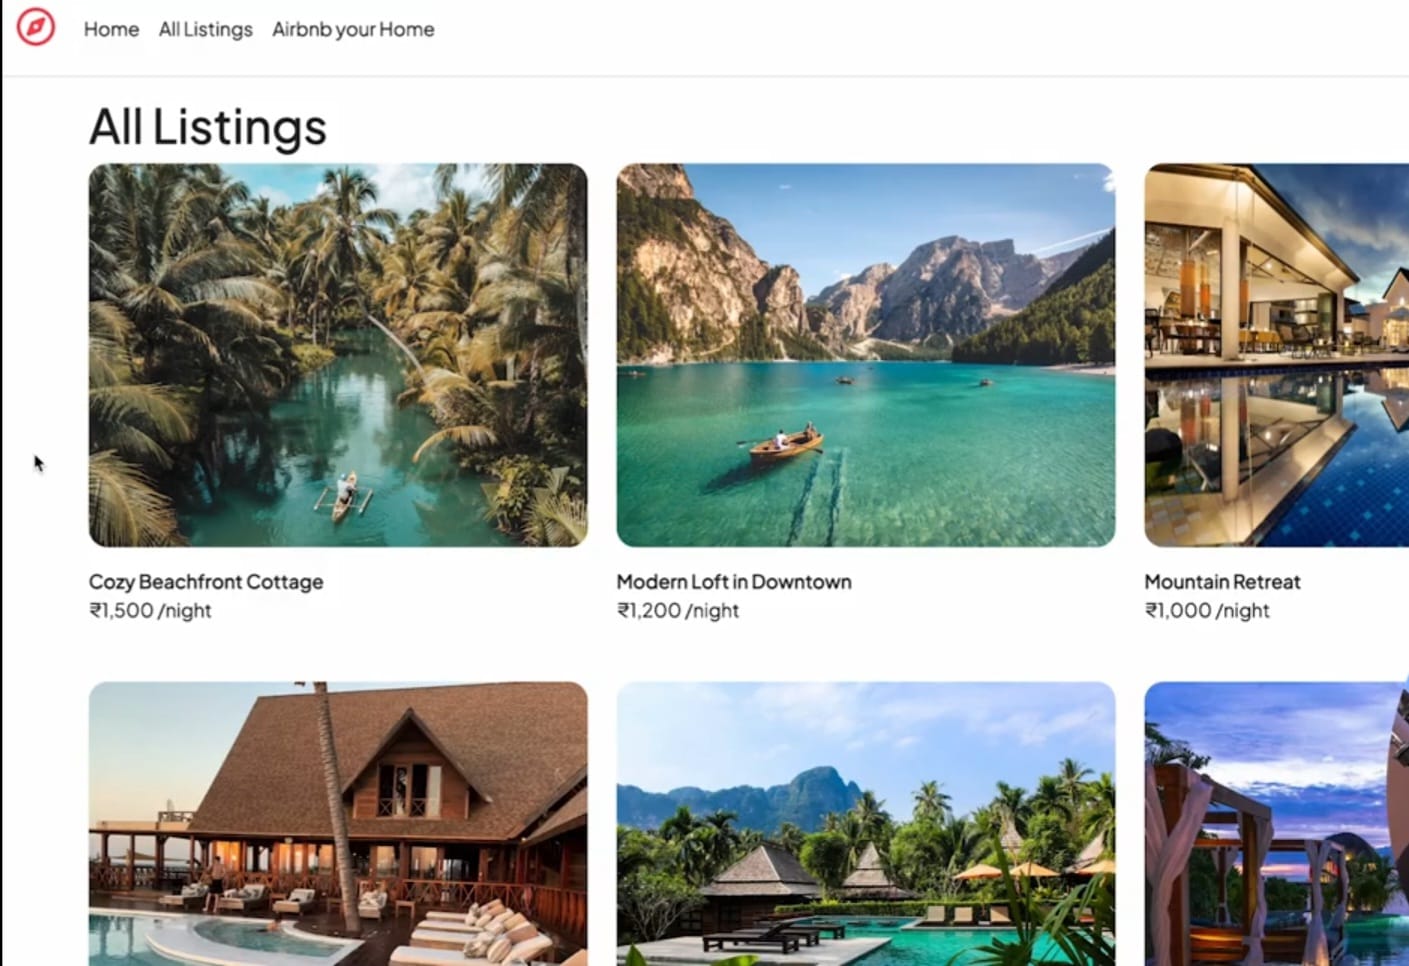 Home All Listings Airbnb your Home
All Listings
Cozy Beachfront Cottage
₹1,500 /night
Modern Loft in Downtown
₹1,200 /night
Mountain Retreat
₹1,000 /night